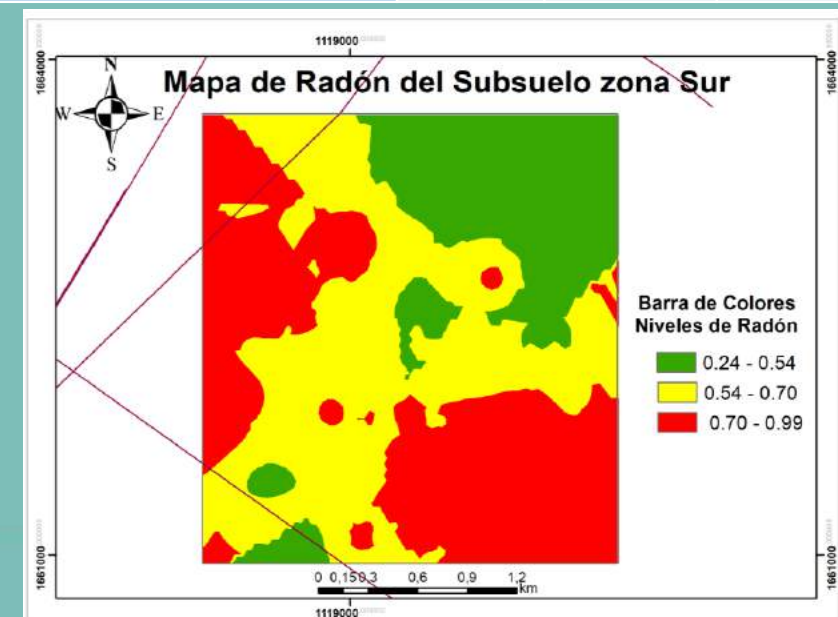 1119000
1664000
1664000
N
W E
S
Mapa de Radón del Subsuelo zona Sur
Barra de Colores
Niveles de Radón
0.24 - 0.54
0.54 - 0.70
0.70 - 0.99
0 0,15 0,3 0,6 0,9 1,2
km
1661000
1661000
1119000